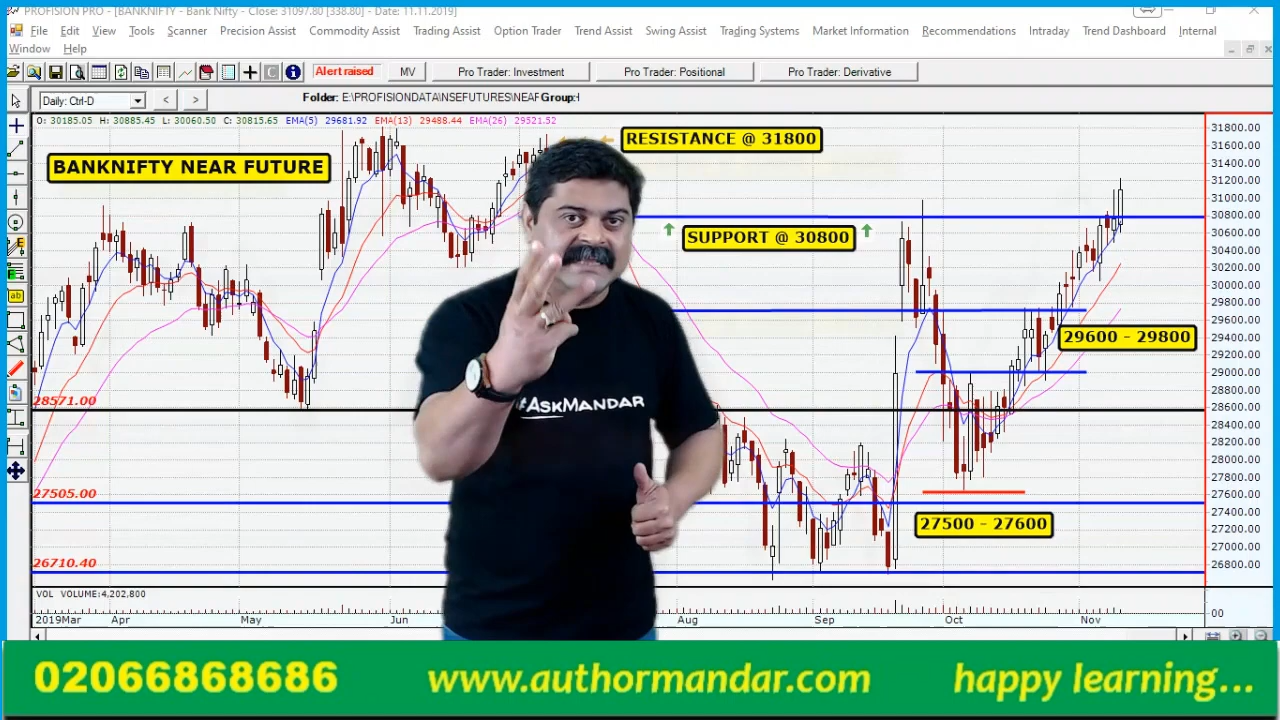 PROFISION PRO - [BANKNIFTY - Bank Nifty - Close: 31097.80 [338.80] - Date: 11.11.2019]
File Edit View Tools Scanner Precision Assist Commodity Assist Trading Assist Option Trader Trend Assist Swing Assist Trading Systems Market Information Recommendations Intraday Trend Dashboard Internal
Window Help
Alert raised MV Pro Trader: Investment Pro Trader: Positional Pro Trader: Derivative
Daily: Ctrl-D < > Folder: E:\PROFISIONDATA\NSEFUTURES\NEAF Group:
O: 30185.05 H: 30885.45 L: 30060.50 C: 30815.65 EMA(5) 29681.92 EMA(13) 29488.44 EMA(26) 29521.52
31800.00
RESISTANCE @ 31800
31600.00
BANKNIFTY NEAR FUTURE
31400.00
31200.00
31000.00
30800.00
SUPPORT @ 30800
30600.00
30400.00
30200.00
30000.00
29800.00
29600.00
29600 - 29800
29400.00
29200.00
29000.00
28800.00
28571.00
28600.00
#ASKMANDAR
28400.00
28200.00
28000.00
27800.00
27505.00
27600.00
27400.00
27500 - 27600
27200.00
27000.00
26710.40
26800.00
VOL VOLUME:4,202,800
00
2019Mar Apr May Jun Aug Sep Oct Nov
02066868686 www.authormandar.com happy learning...